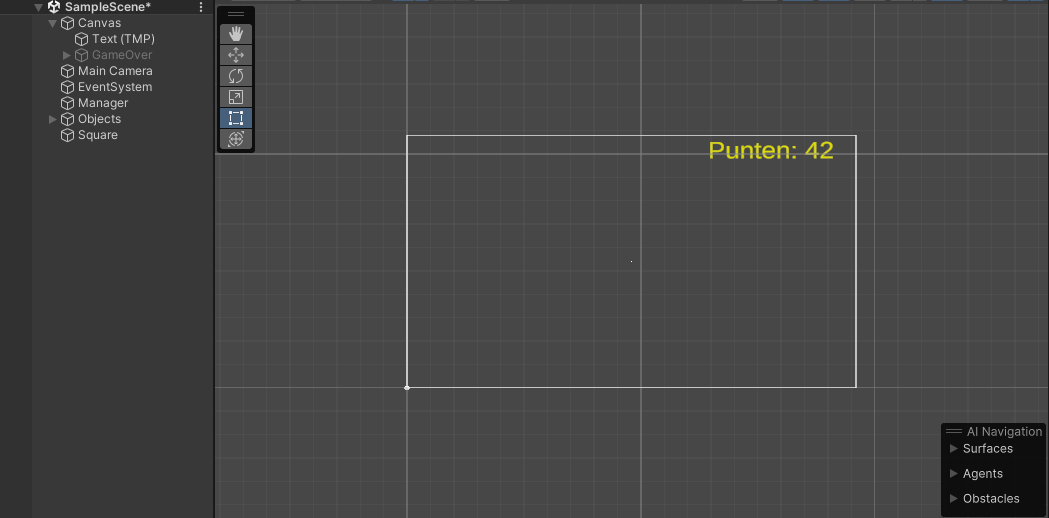 SampleScene*
Canvas
Text (TMP)
GameOver
Main Camera
EventSystem
Manager
Objects
Square
Punten: 42
AI Navigation
Surfaces
Agents
Obstacles